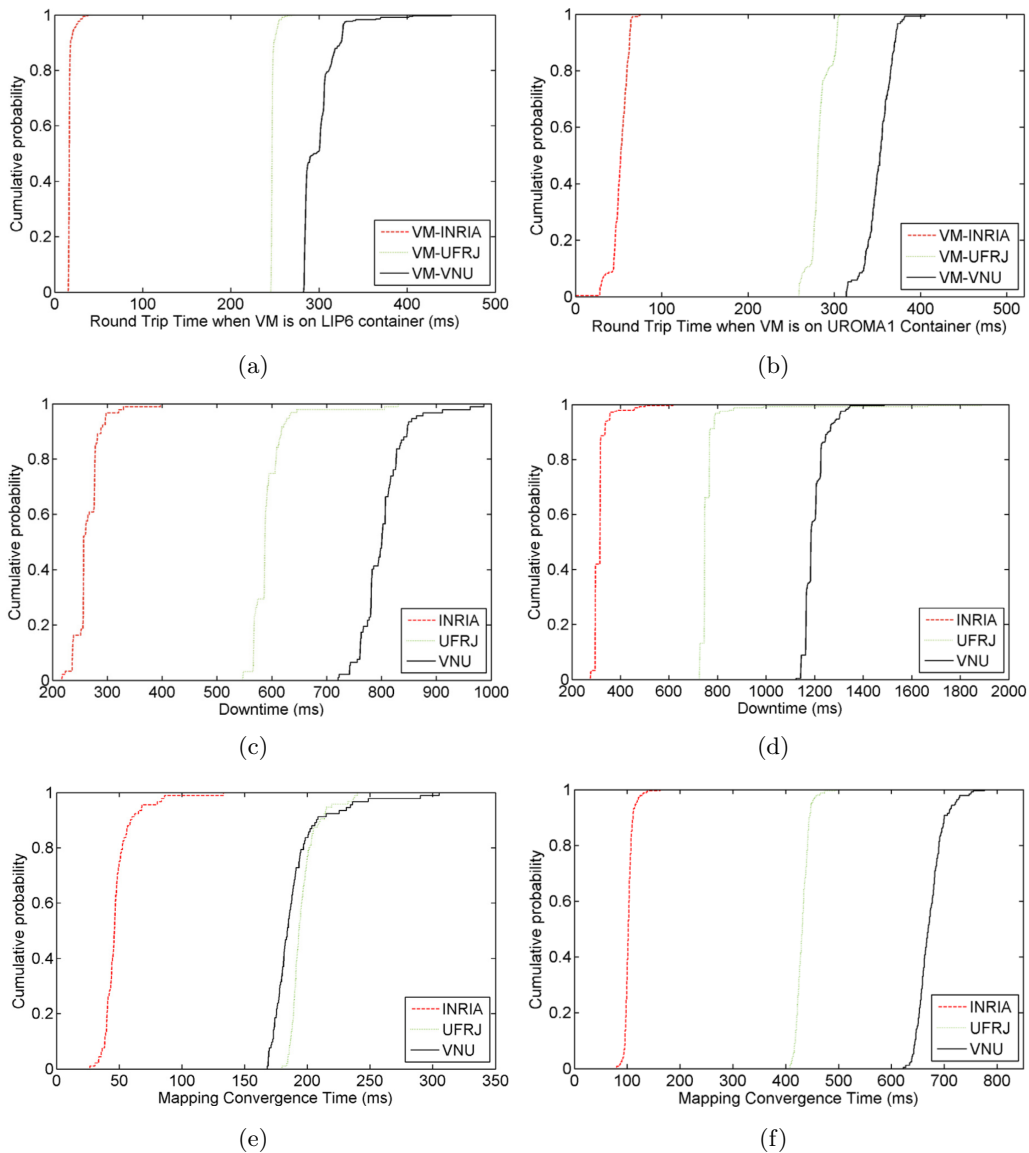 1
0.8
0.6
0.4
0.2
0
Cumulative probability
0 100 200 300 400 500
Round Trip Time when VM is on LIP6 container (ms)
VM-INRIA
VM-UFRJ
VM-VNU
(a)
1
0.8
0.6
0.4
0.2
0
Cumulative probability
0 100 200 300 400 500
Round Trip Time when VM is on UROMA1 Container (ms)
VM-INRIA
VM-UFRJ
VM-VNU
(b)
1
0.8
0.6
0.4
0.2
0
Cumulative probability
200 300 400 500 600 700 800 900 1000
Downtime (ms)
INRIA
UFRJ
VNU
(c)
1
0.8
0.6
0.4
0.2
0
Cumulative probability
200 400 600 800 1000 1200 1400 1600 1800 2000
Downtime (ms)
INRIA
UFRJ
VNU
(d)
1
0.8
0.6
0.4
0.2
0
Cumulative probability
0 50 100 150 200 250 300 350
Mapping Convergence Time (ms)
INRIA
UFRJ
VNU
(e)
1
0.8
0.6
0.4
0.2
0
Cumulative probability
0 100 200 300 400 500 600 700 800
Mapping Convergence Time (ms)
INRIA
UFRJ
VNU
(f)